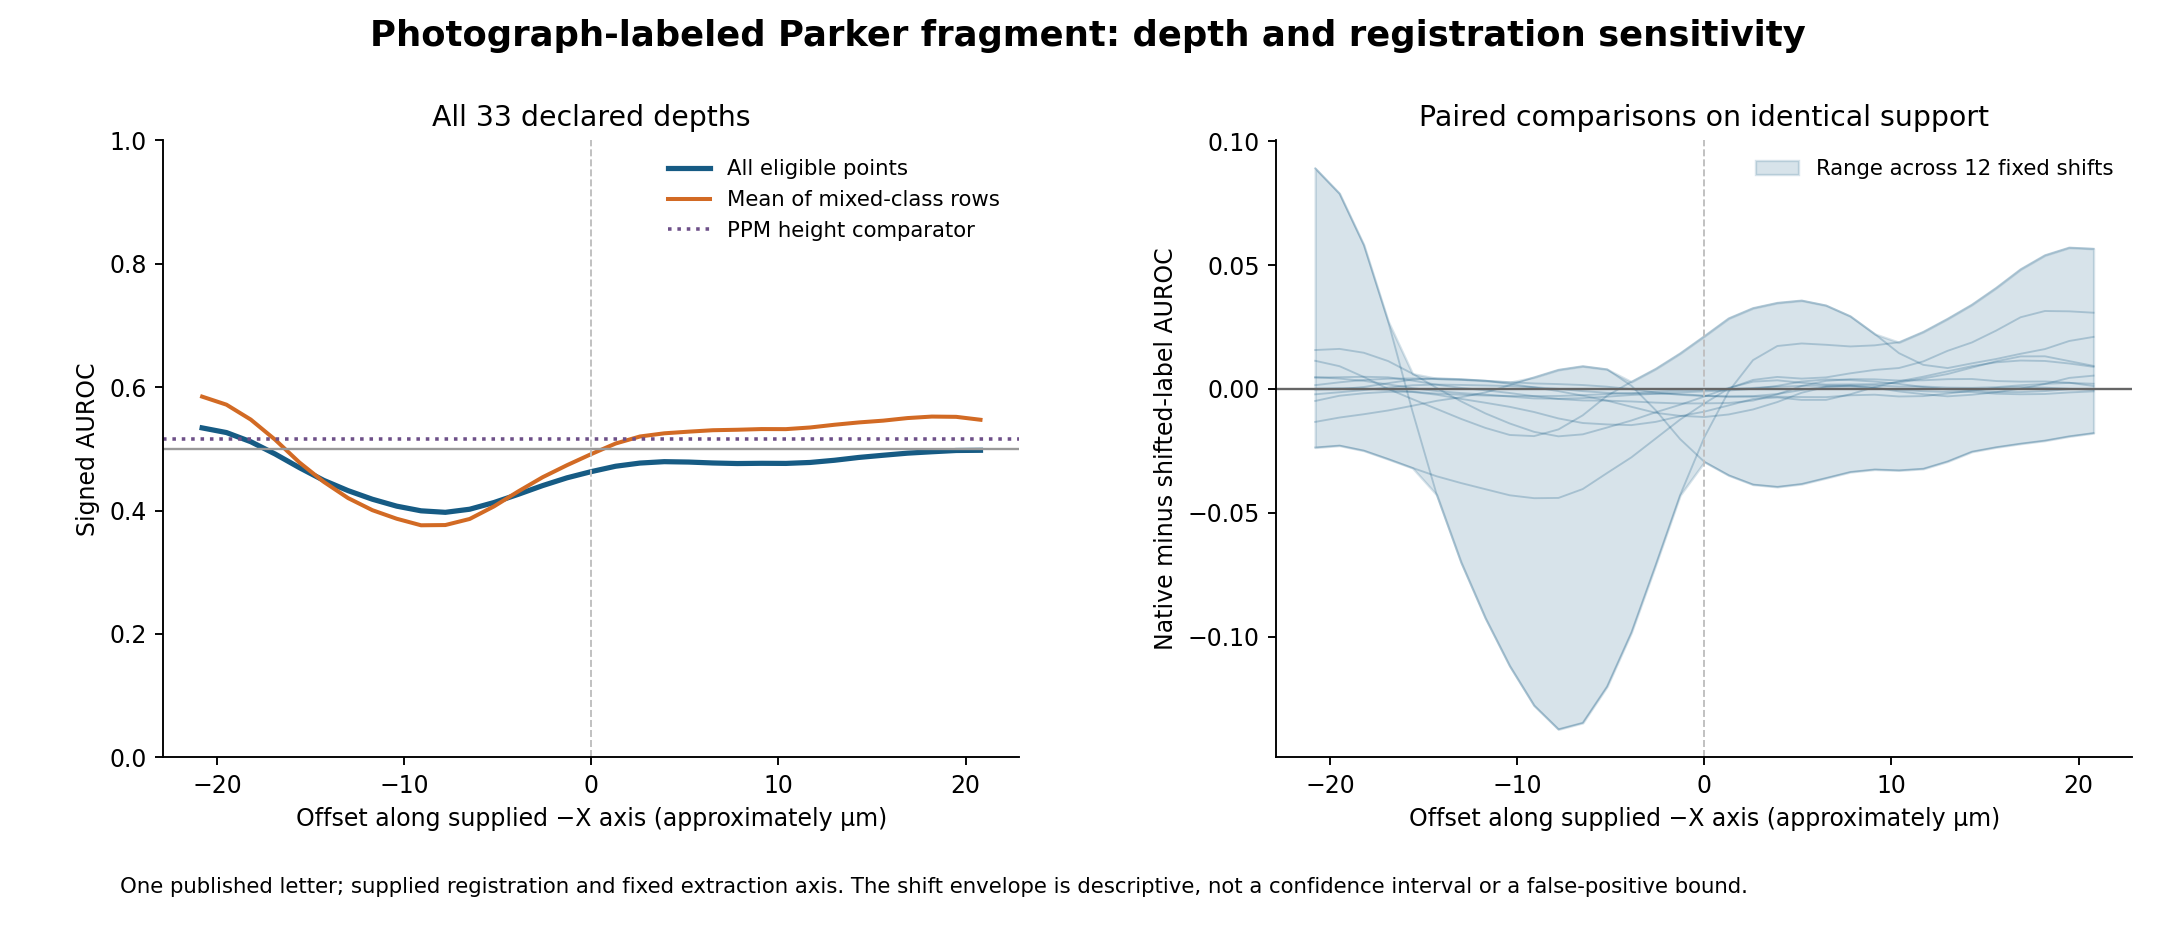 Photograph-labeled Parker fragment: depth and registration sensitivity
All 33 declared depths
1.0
0.8
0.6
0.4
0.2
0.0
Signed AUROC
All eligible points
Mean of mixed-class rows
PPM height comparator
−20
−10
0
10
20
Offset along supplied −X axis (approximately µm)
Paired comparisons on identical support
0.10
0.05
0.00
−0.05
−0.10
Native minus shifted-label AUROC
Range across 12 fixed shifts
−20
−10
0
10
20
Offset along supplied −X axis (approximately µm)
One published letter; supplied registration and fixed extraction axis. The shift envelope is descriptive, not a confidence interval or a false-positive bound.